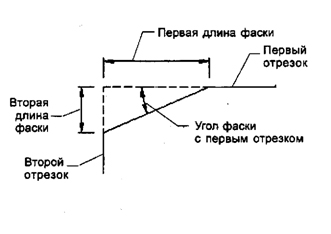 Первая длина фаски
Первый
отрезок
Вторая
длина
фаски
Угол фаски
с первым отрезком
Второй
отрезок